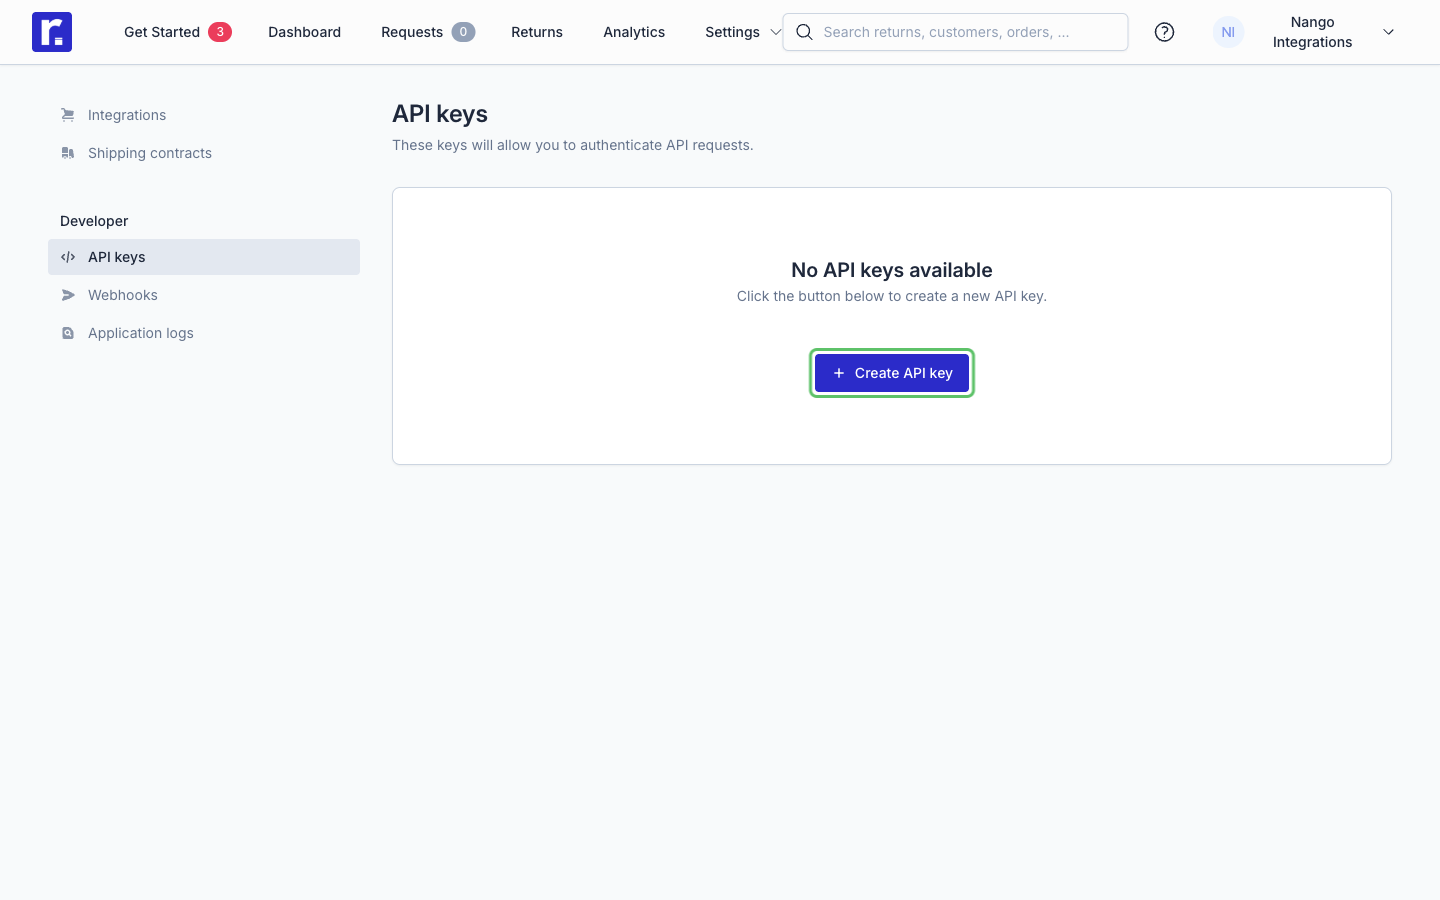 r.
Get Started 3
Dashboard
Requests 0
Returns
Analytics
Settings
Search returns, customers, orders, ...
NI
Nango
Integrations
Integrations
Shipping contracts
Developer
API keys
Webhooks
Application logs
API keys
These keys will allow you to authenticate API requests.
No API keys available
Click the button below to create a new API key.
Create API key